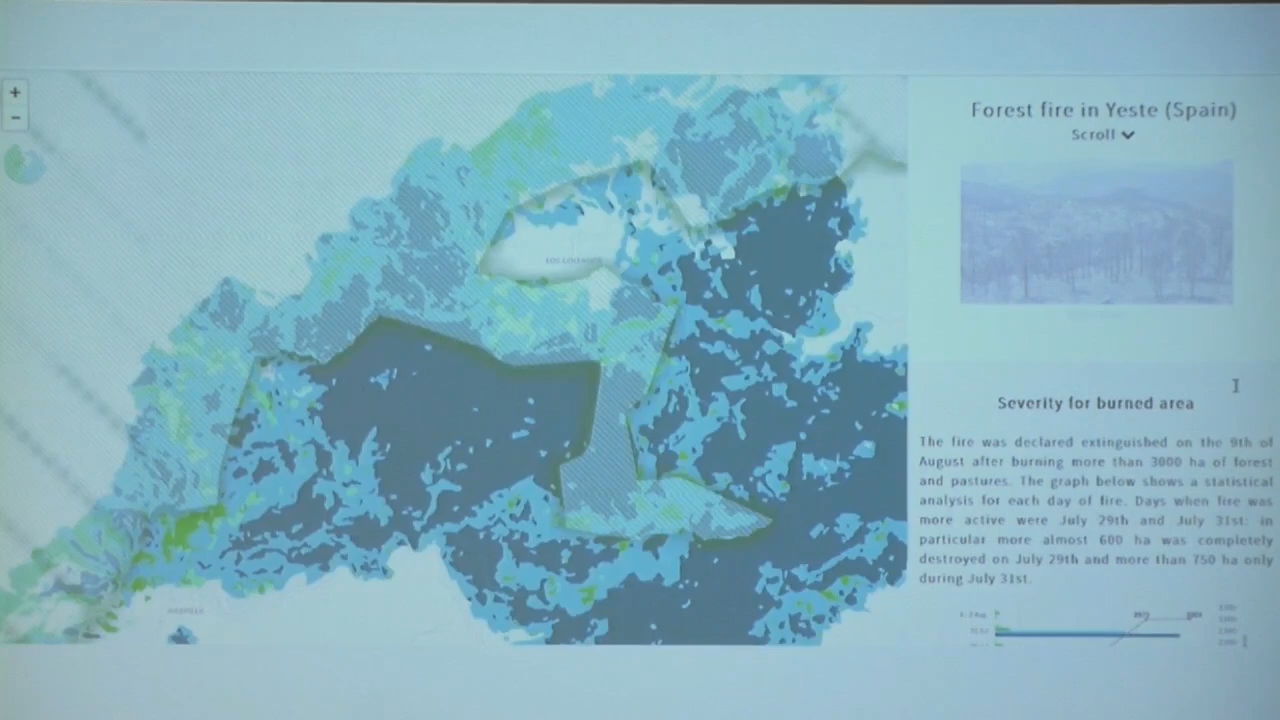 +
−
Forest fire in Yeste (Spain)
Scroll
Severity for burned area
The fire was declared extinguished on the 9th of
August after burning more than 3000 ha of forest
and pastures. The graph below shows a statistical
analysis for each day of fire. Days when fire was
more active were July 29th and July 31st: in
particular more almost 600 ha was completely
destroyed on July 29th and more than 750 ha only
during July 31st.